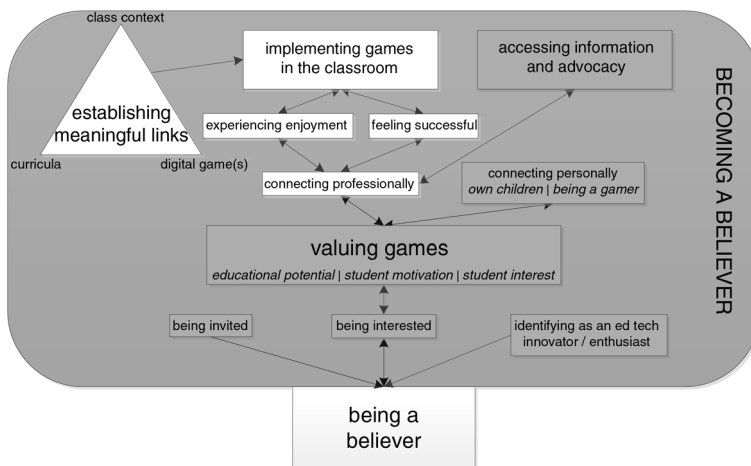 class context
establishing
meaningful links
curricula
digital game(s)
implementing games
in the classroom
accessing information
and advocacy
experiencing enjoyment
feeling successful
connecting professionally
connecting personally
own children | being a gamer
valuing games
educational potential | student motivation | student interest
being invited
being interested
identifying as an ed tech
innovator / enthusiast
being a
believer
BECOMING A BELIEVER